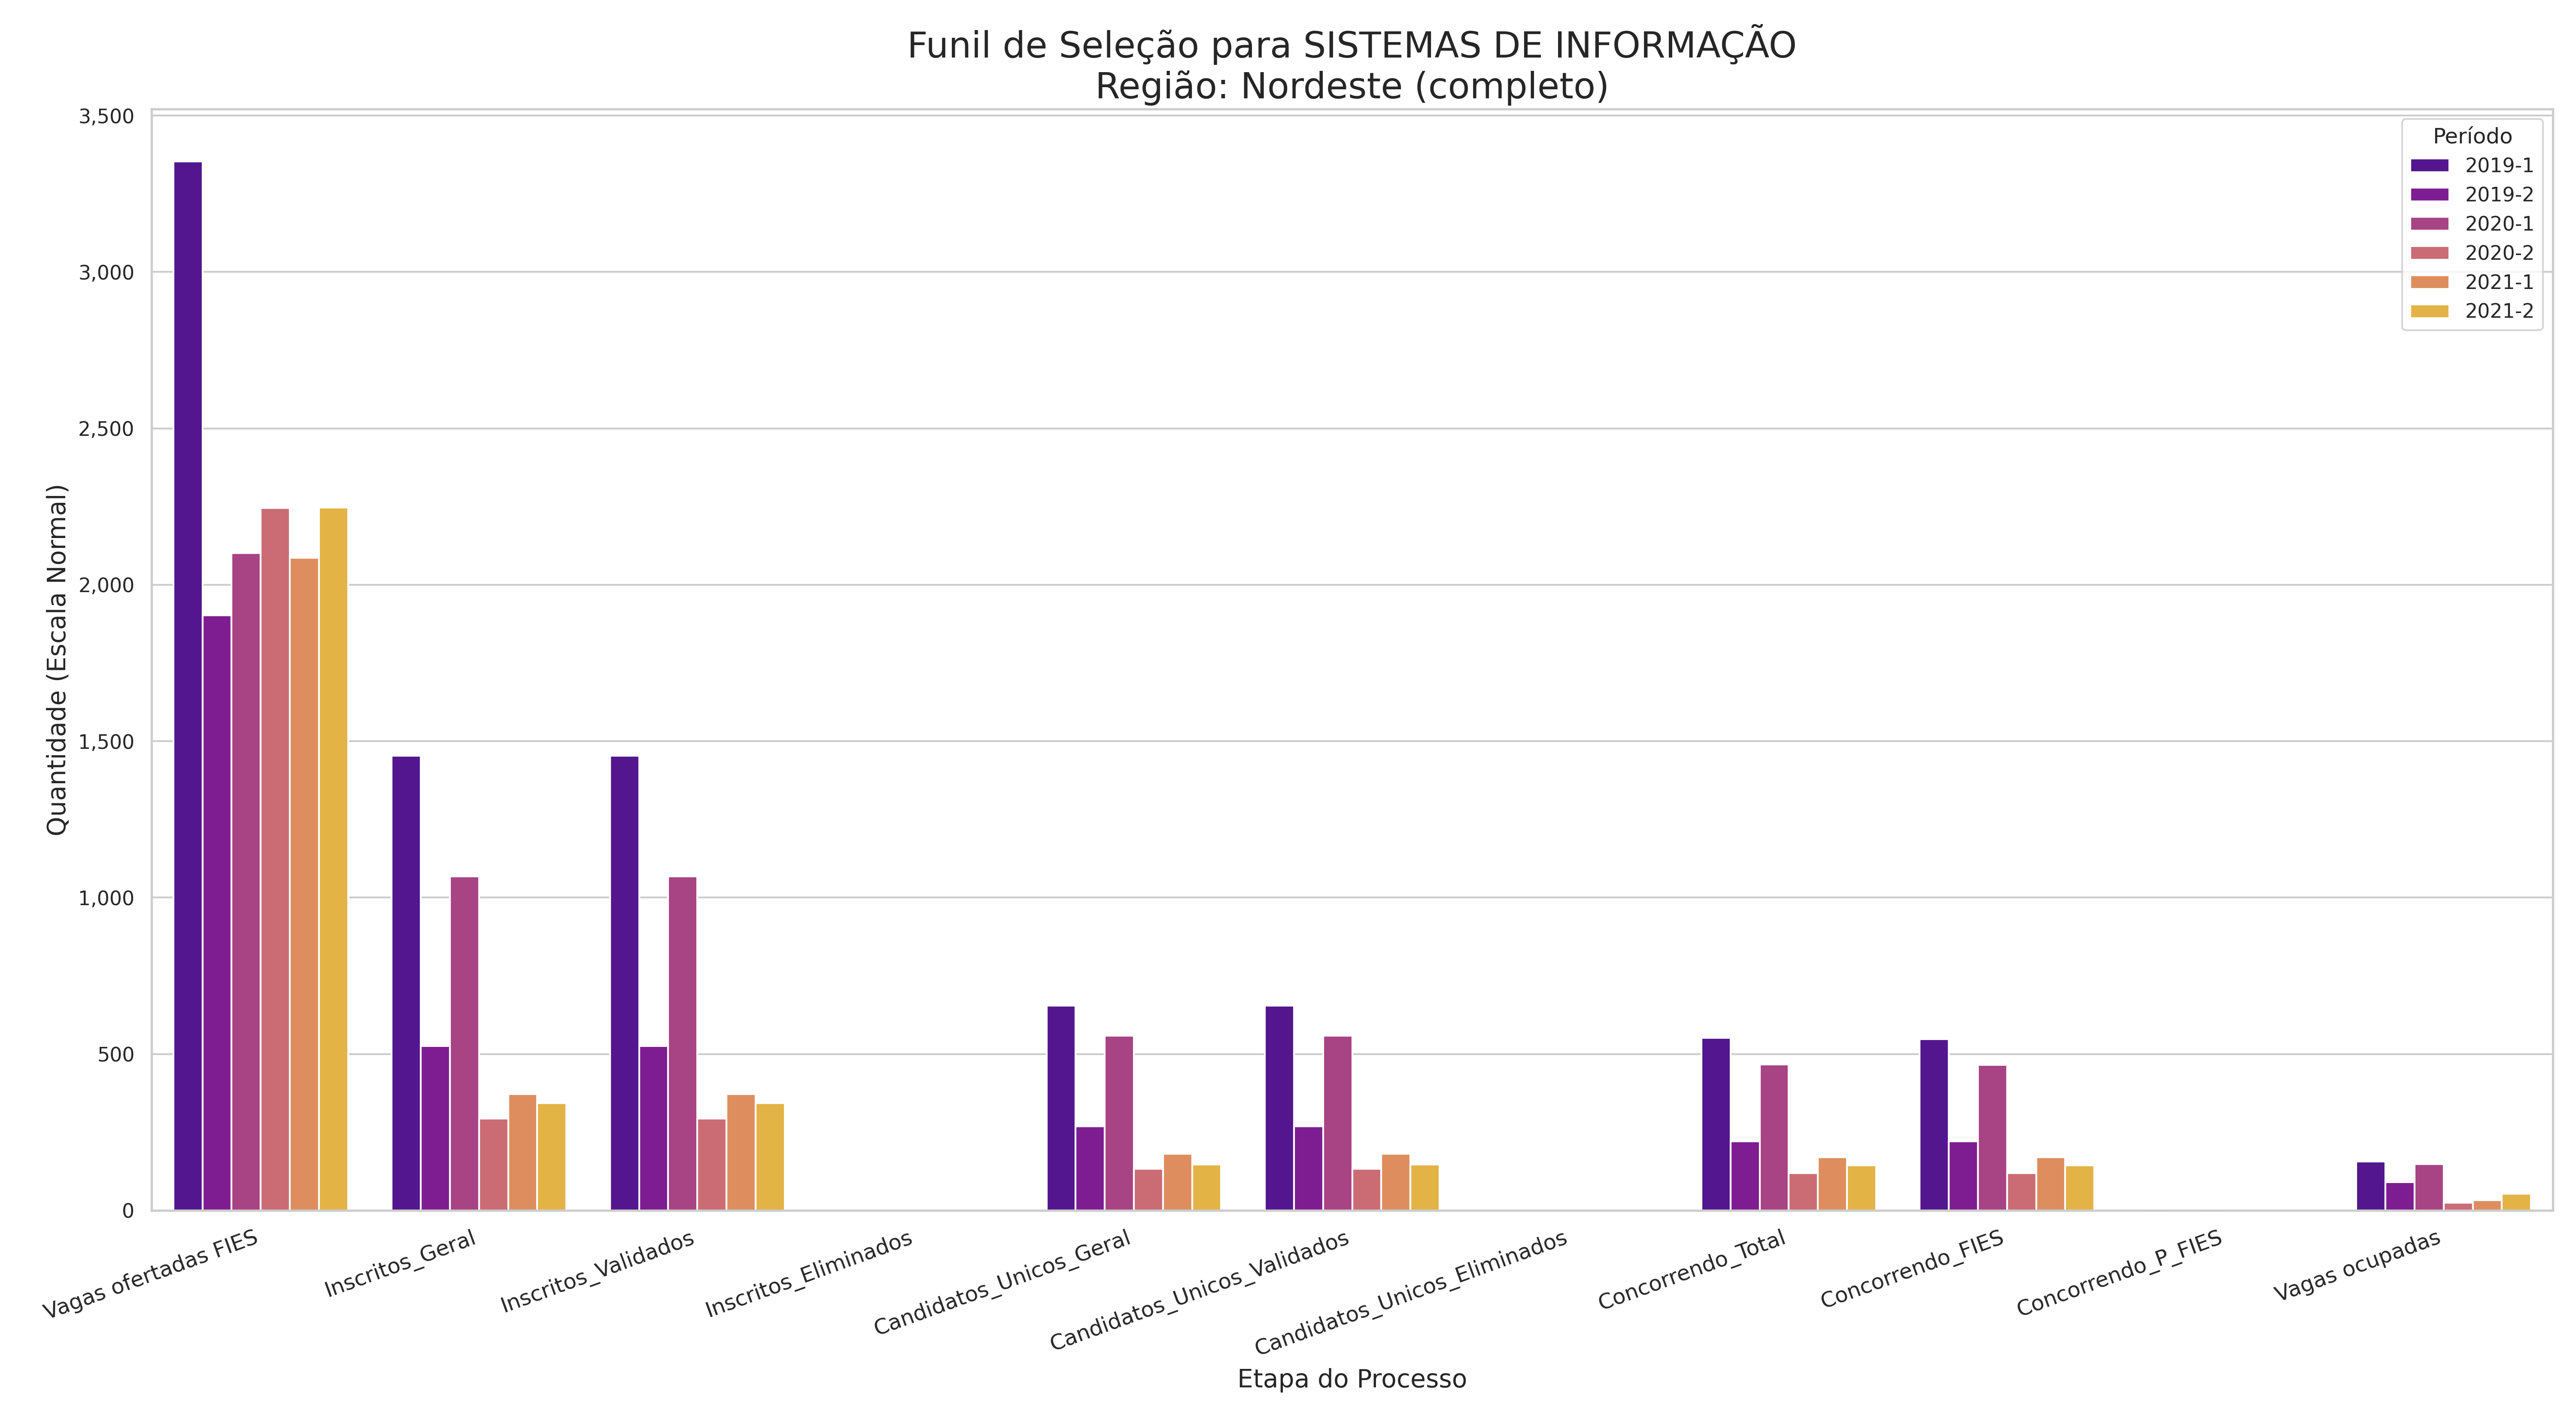 Funil de Seleção para SISTEMAS DE INFORMAÇÃO
Região: Nordeste (completo)
Quantidade (Escala Normal)
3,500
3,000
2,500
2,000
1,500
1,000
500
0
Período
2019-1
2019-2
2020-1
2020-2
2021-1
2021-2
Vagas ofertadas FIES
Inscritos_Geral
Inscritos_Validados
Inscritos_Eliminados
Candidatos_Unicos_Geral
Candidatos_Unicos_Validados
Candidatos_Unicos_Eliminados
Concorrendo_Total
Concorrendo_FIES
Concorrendo_P_FIES
Vagas ocupadas
Etapa do Processo